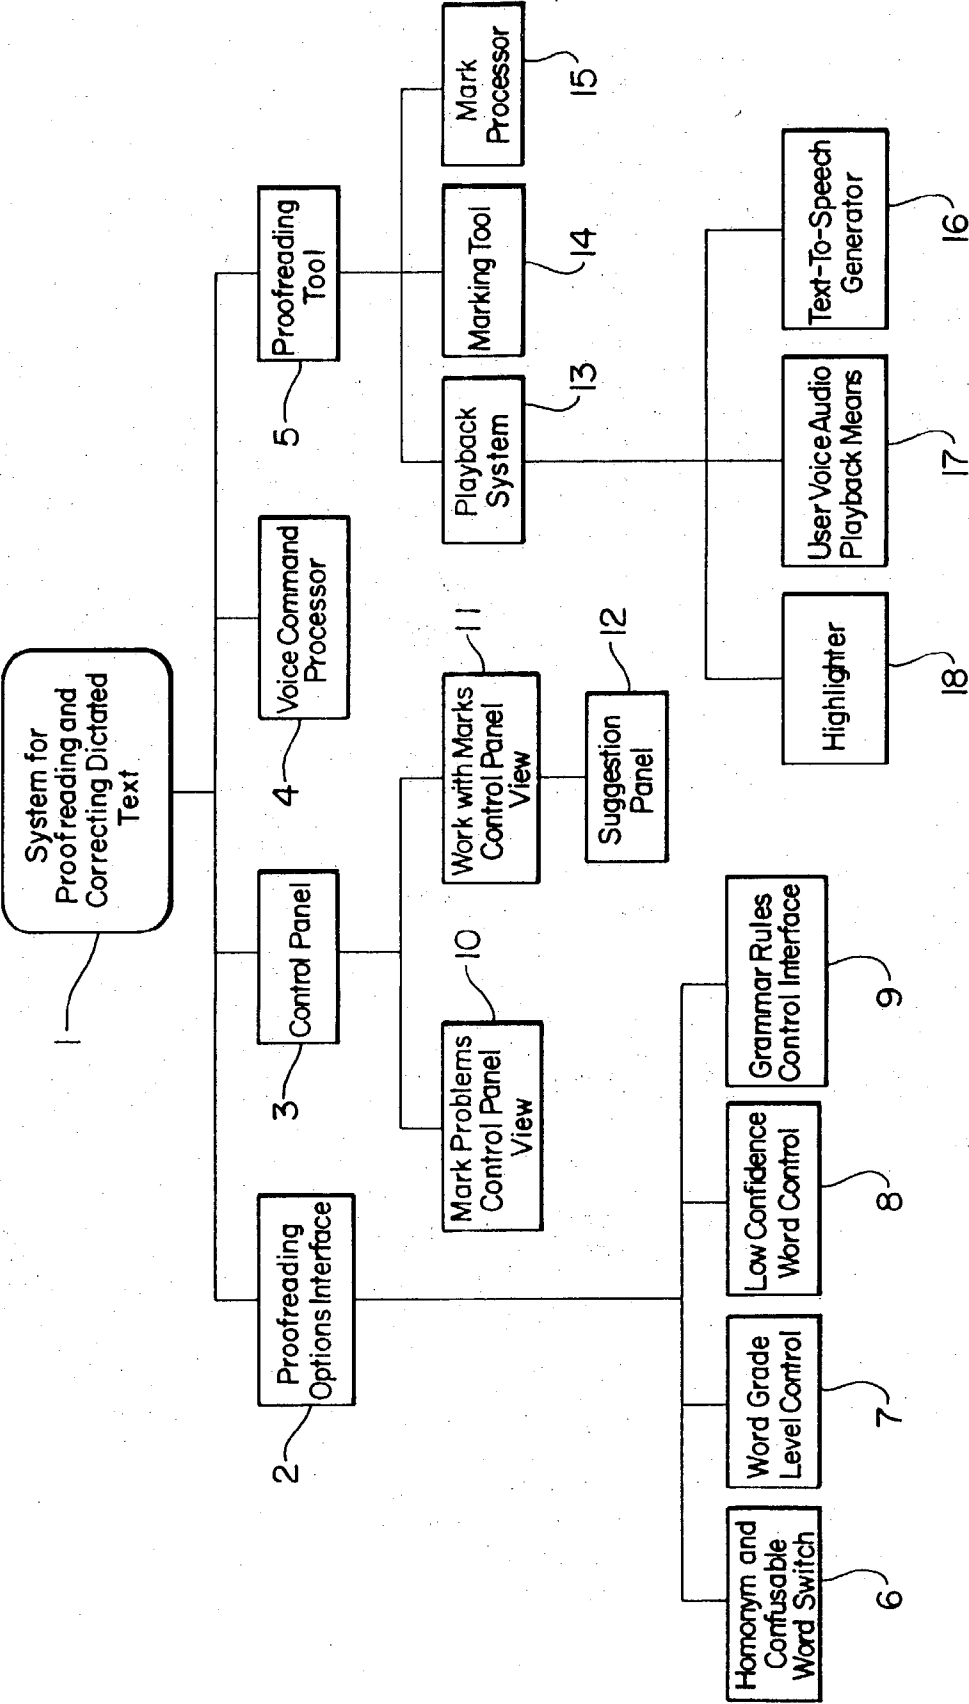 System for
Proofreading and
Correcting Dictated
Text
1
Proofreading
Options Interface
2
Control Panel
3
Voice Command
Processor
4
Proofreading
Tool
5
Mark Problems
Control Panel
View
10
Work with Marks
Control Panel
View
11
Playback
System
13
Marking Tool
14
Mark
Processor
15
Suggestion
Panel
12
Homonym and
Confusable
Word Switch
6
Word Grade
Level Control
7
Low Confidence
Word Control
8
Grammar Rules
Control Interface
9
Highlighter
18
User Voice Audio
Playback Means
17
Text-To-Speech
Generator
16